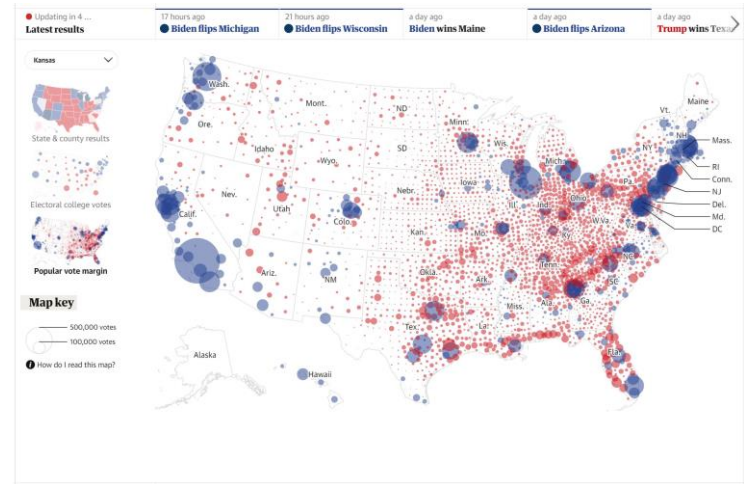 Updating in 4 ...
Latest results
17 hours ago
Biden flips Michigan
21 hours ago
Biden flips Wisconsin
a day ago
Biden wins Maine
a day ago
Biden flips Arizona
a day ago
Trump wins Texa
Kansas
State & county results
Electoral college votes
Popular vote margin
Map key
500,000 votes
100,000 votes
How do I read this map?
Wash.
Mont.
ND
Minn.
Maine
Vt.
NH
Mass.
Ore.
Idaho
SD
Wis.
Mich.
NY
RI
Conn.
Wyo.
Iowa
Pa.
NJ
Nev.
Utah
Nebr.
Ill.
Ind.
Ohio
Del.
Calif.
Colo.
W.Va.
Va.
Md.
Kan.
Mo.
Ky.
DC
Ariz.
NM
Okla.
Ark.
Tenn.
NC
SC
Tex.
La.
Miss.
Ala.
Ga.
Alaska
Hawaii
Fla.